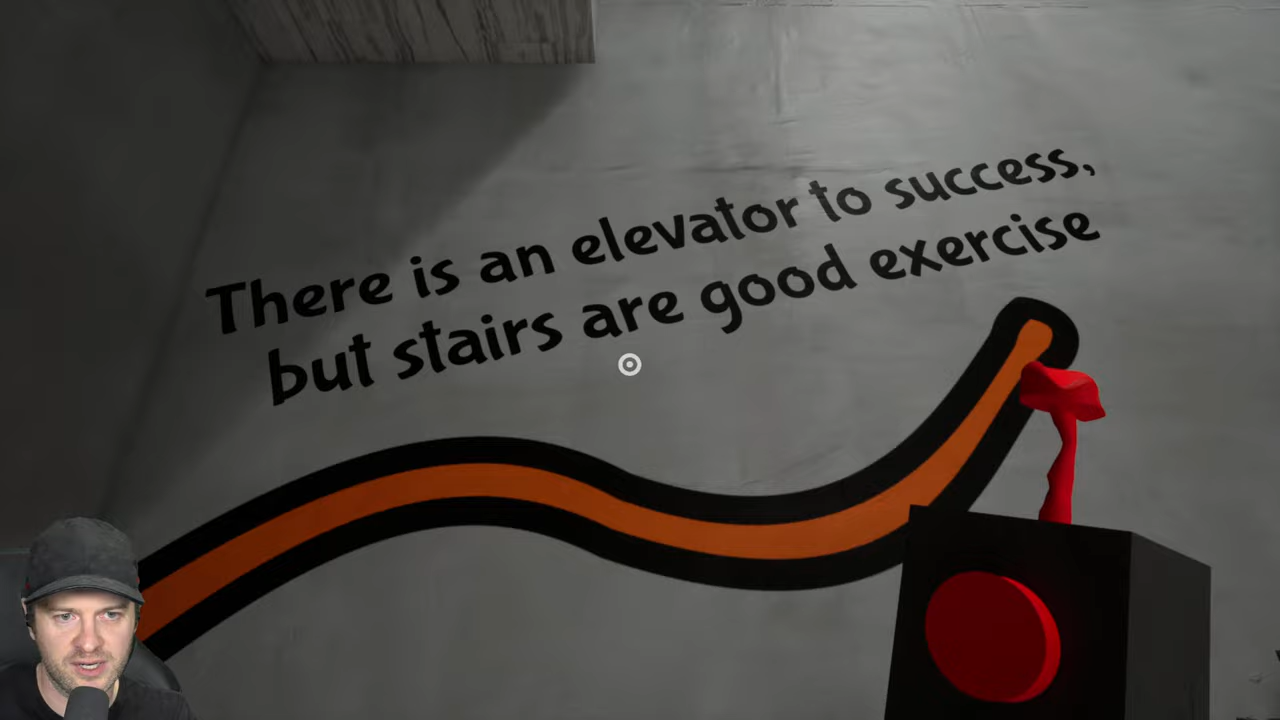 There is an elevator to success,
but stairs are good exercise